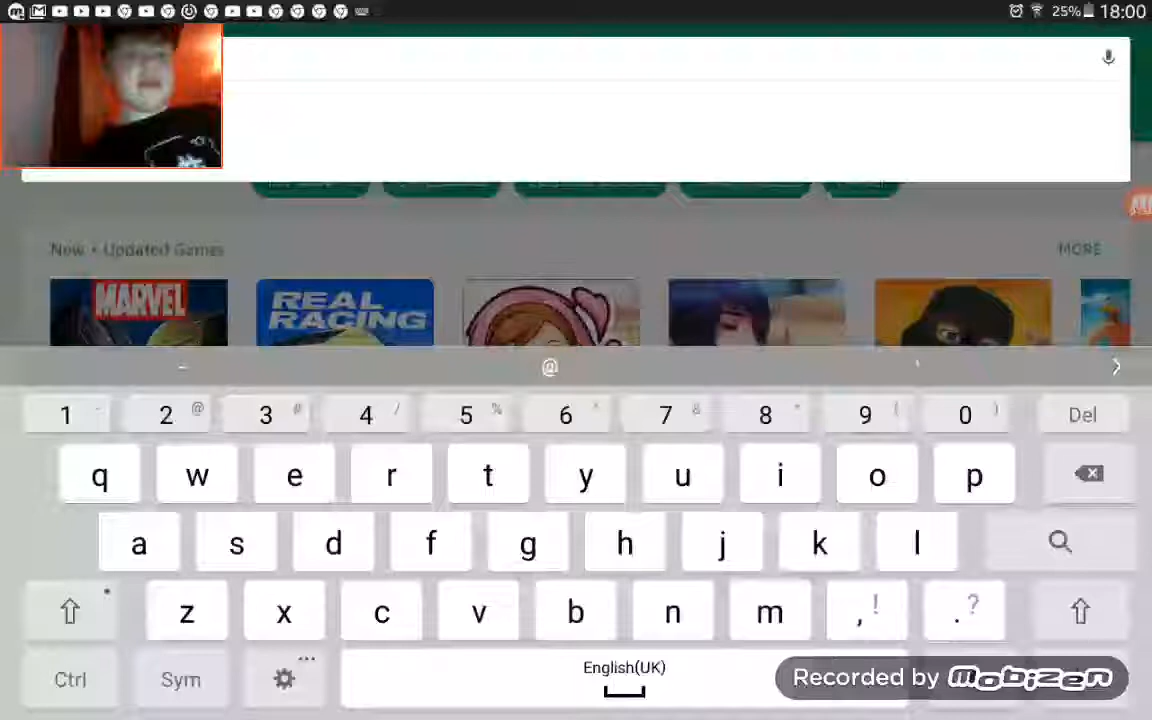 25% 18:00
New + Updated Games MORE
MARVEL REAL RACING
- @ '
1 - 2 @ 3 # 4 / 5 % 6 ^ 7 & 8 * 9 ( 0 ) Del
q w e r t y u i o p
a s d f g h j k l
z x c v b n m , ! . ?
Ctrl Sym English(UK)
Recorded by mobizen